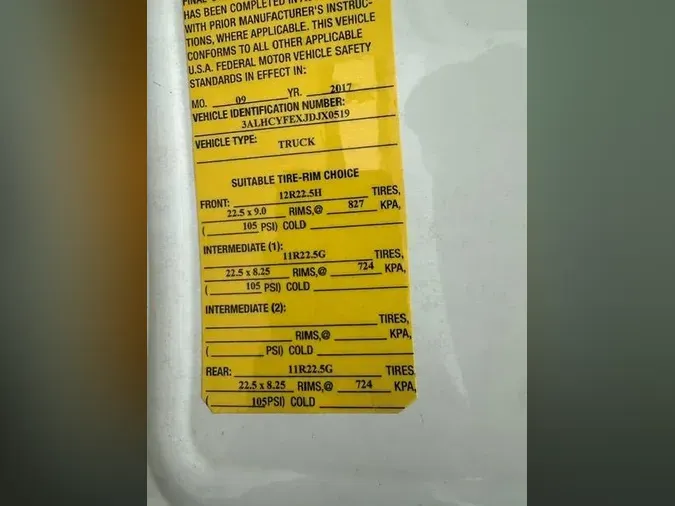 HAS BEEN COMPLETED IN
WITH PRIOR MANUFACTURER'S INSTRUC-
TIONS, WHERE APPLICABLE. THIS VEHICLE
CONFORMS TO ALL OTHER APPLICABLE
U.S.A. FEDERAL MOTOR VEHICLE SAFETY
STANDARDS IN EFFECT IN:
MO. 09 YR. 2017
VEHICLE IDENTIFICATION NUMBER:
3ALHCYFEXJDJX0519
VEHICLE TYPE: TRUCK
SUITABLE TIRE-RIM CHOICE
FRONT: 12R22.5H TIRES,
22.5 x 9.0 RIMS,@ 827 KPA,
( 105 PSI) COLD
INTERMEDIATE (1):
11R22.5G TIRES,
22.5 x 8.25 RIMS,@ 724 KPA,
( 105 PSI) COLD
INTERMEDIATE (2):
TIRES,
RIMS,@ KPA,
( PSI) COLD
REAR: 11R22.5G TIRES
22.5 x 8.25 RIMS,@ 724 KPA,
( 105PSI) COLD